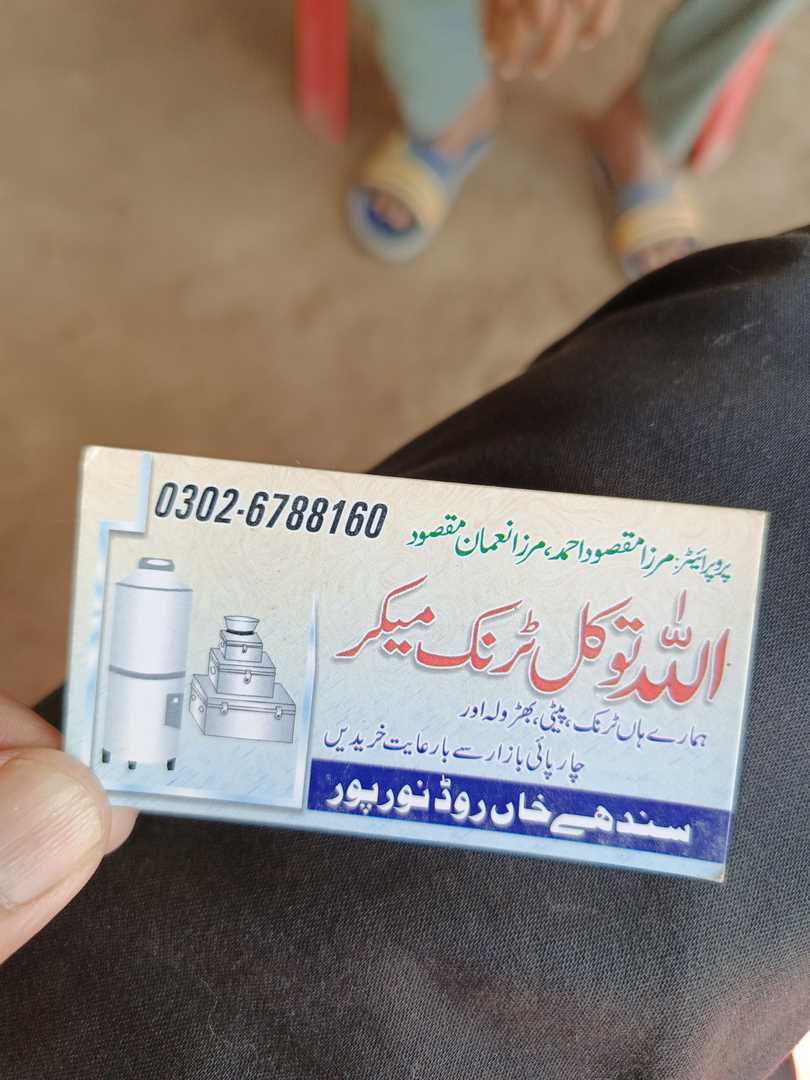 0302-6788160
پروپرائیٹر: مرزا مقصود احمد، مرزا نعمان مقصود
اللہ توکل ٹرنک میکر
ہمارے ہاں ٹرنک، پیٹی، بھڑولہ اور
چارپائی بازار سے بارعایت خریدیں
سندھے خاں روڈ نورپور